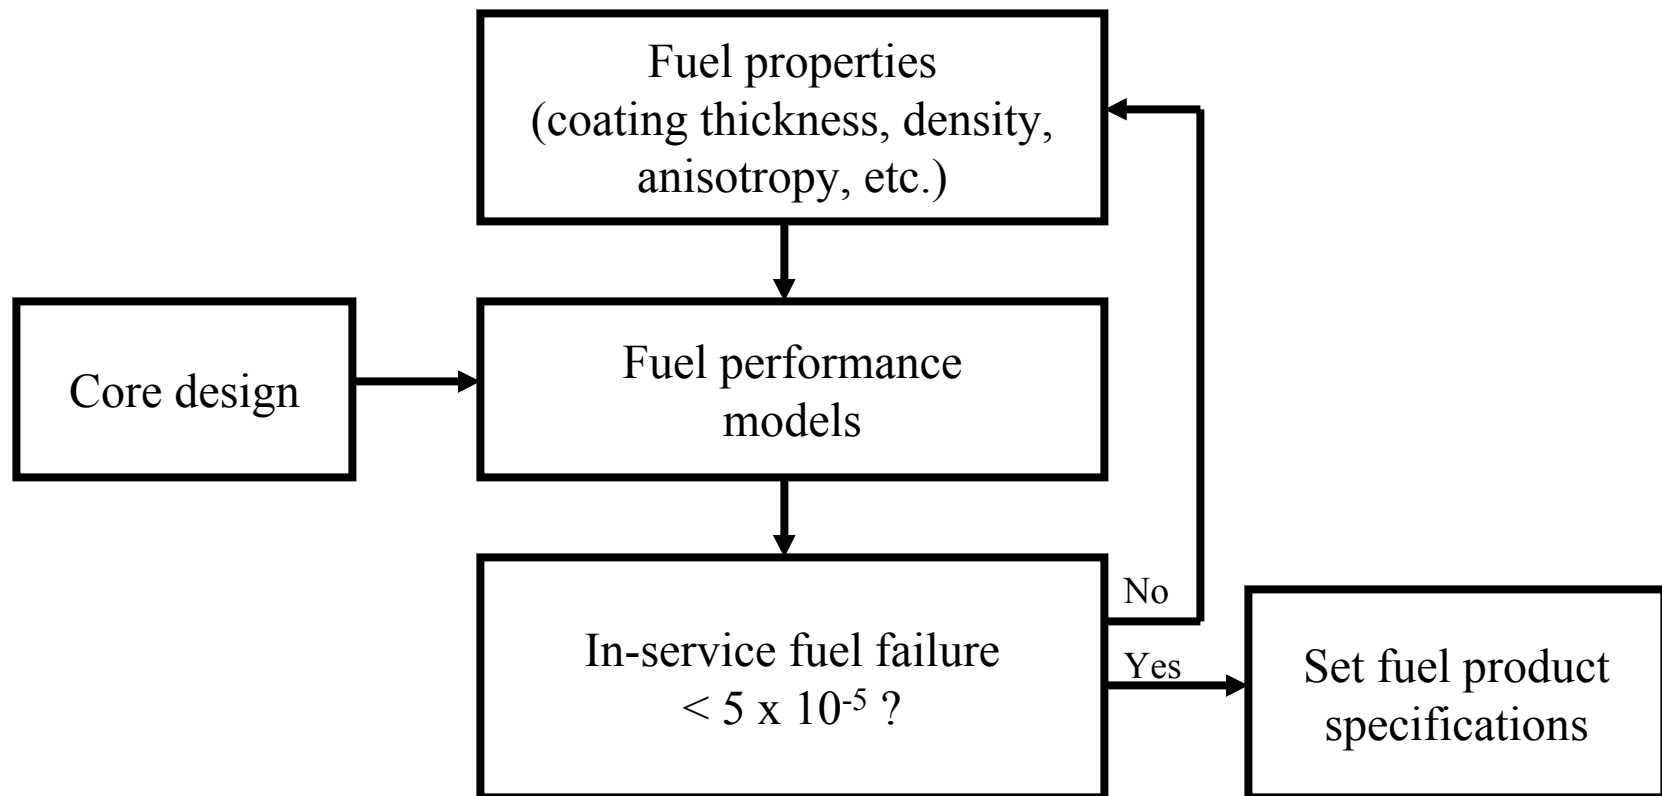 Fuel properties
(coating thickness, density,
anisotropy, etc.)
Core design
Fuel performance
models
In-service fuel failure
< 5 x 10⁻⁵ ?
No
Yes
Set fuel product
specifications